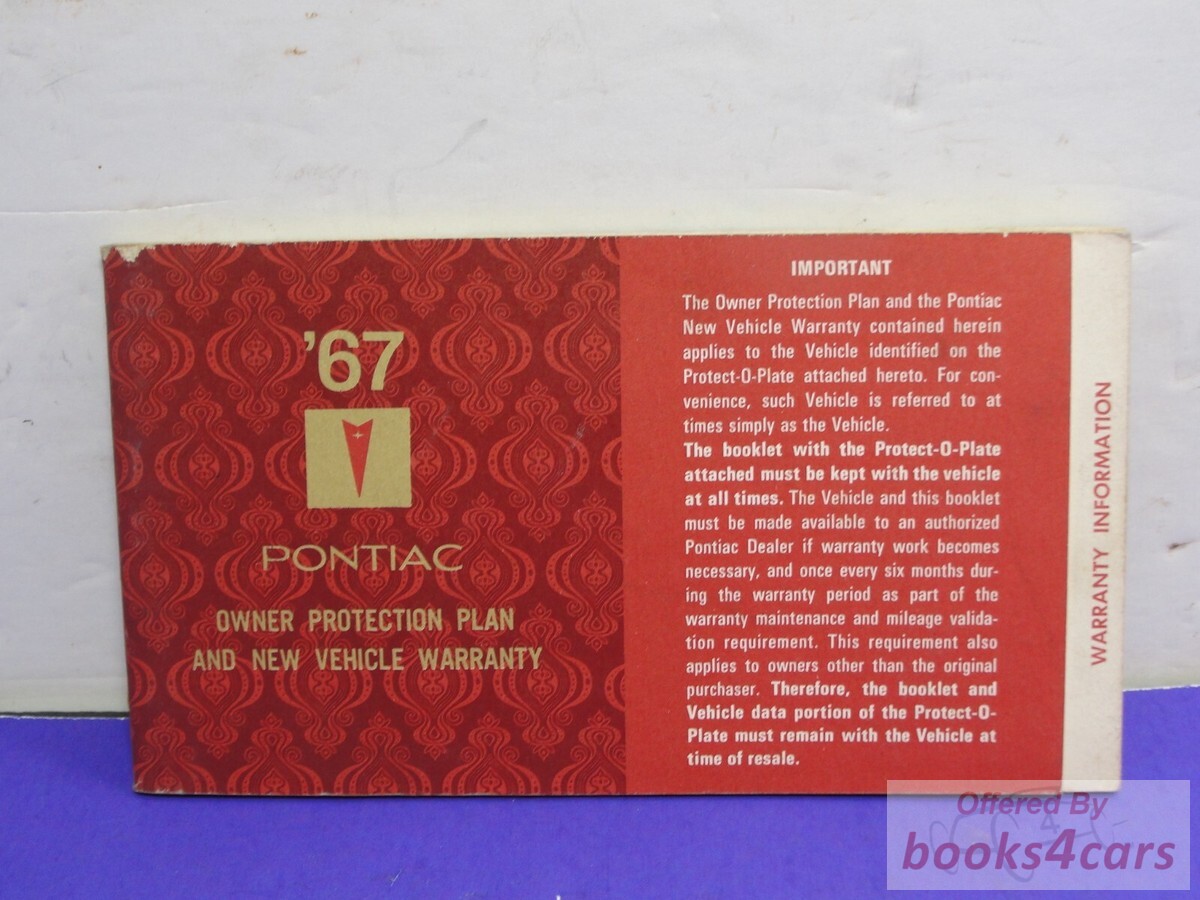 '67
PONTIAC
OWNER PROTECTION PLAN
AND NEW VEHICLE WARRANTY
IMPORTANT
The Owner Protection Plan and the Pontiac
New Vehicle Warranty contained herein
applies to the Vehicle identified on the
Protect-O-Plate attached hereto. For con-
venience, such Vehicle is referred to at
times simply as the Vehicle.
The booklet with the Protect-O-Plate
attached must be kept with the vehicle
at all times. The Vehicle and this booklet
must be made available to an authorized
Pontiac Dealer if warranty work becomes
necessary, and once every six months dur-
ing the warranty period as part of the
warranty maintenance and mileage valida-
tion requirement. This requirement also
applies to owners other than the original
purchaser. Therefore, the booklet and
Vehicle data portion of the Protect-O-
Plate must remain with the Vehicle at
time of resale.
WARRANTY INFORMATION
Offered By
books4cars